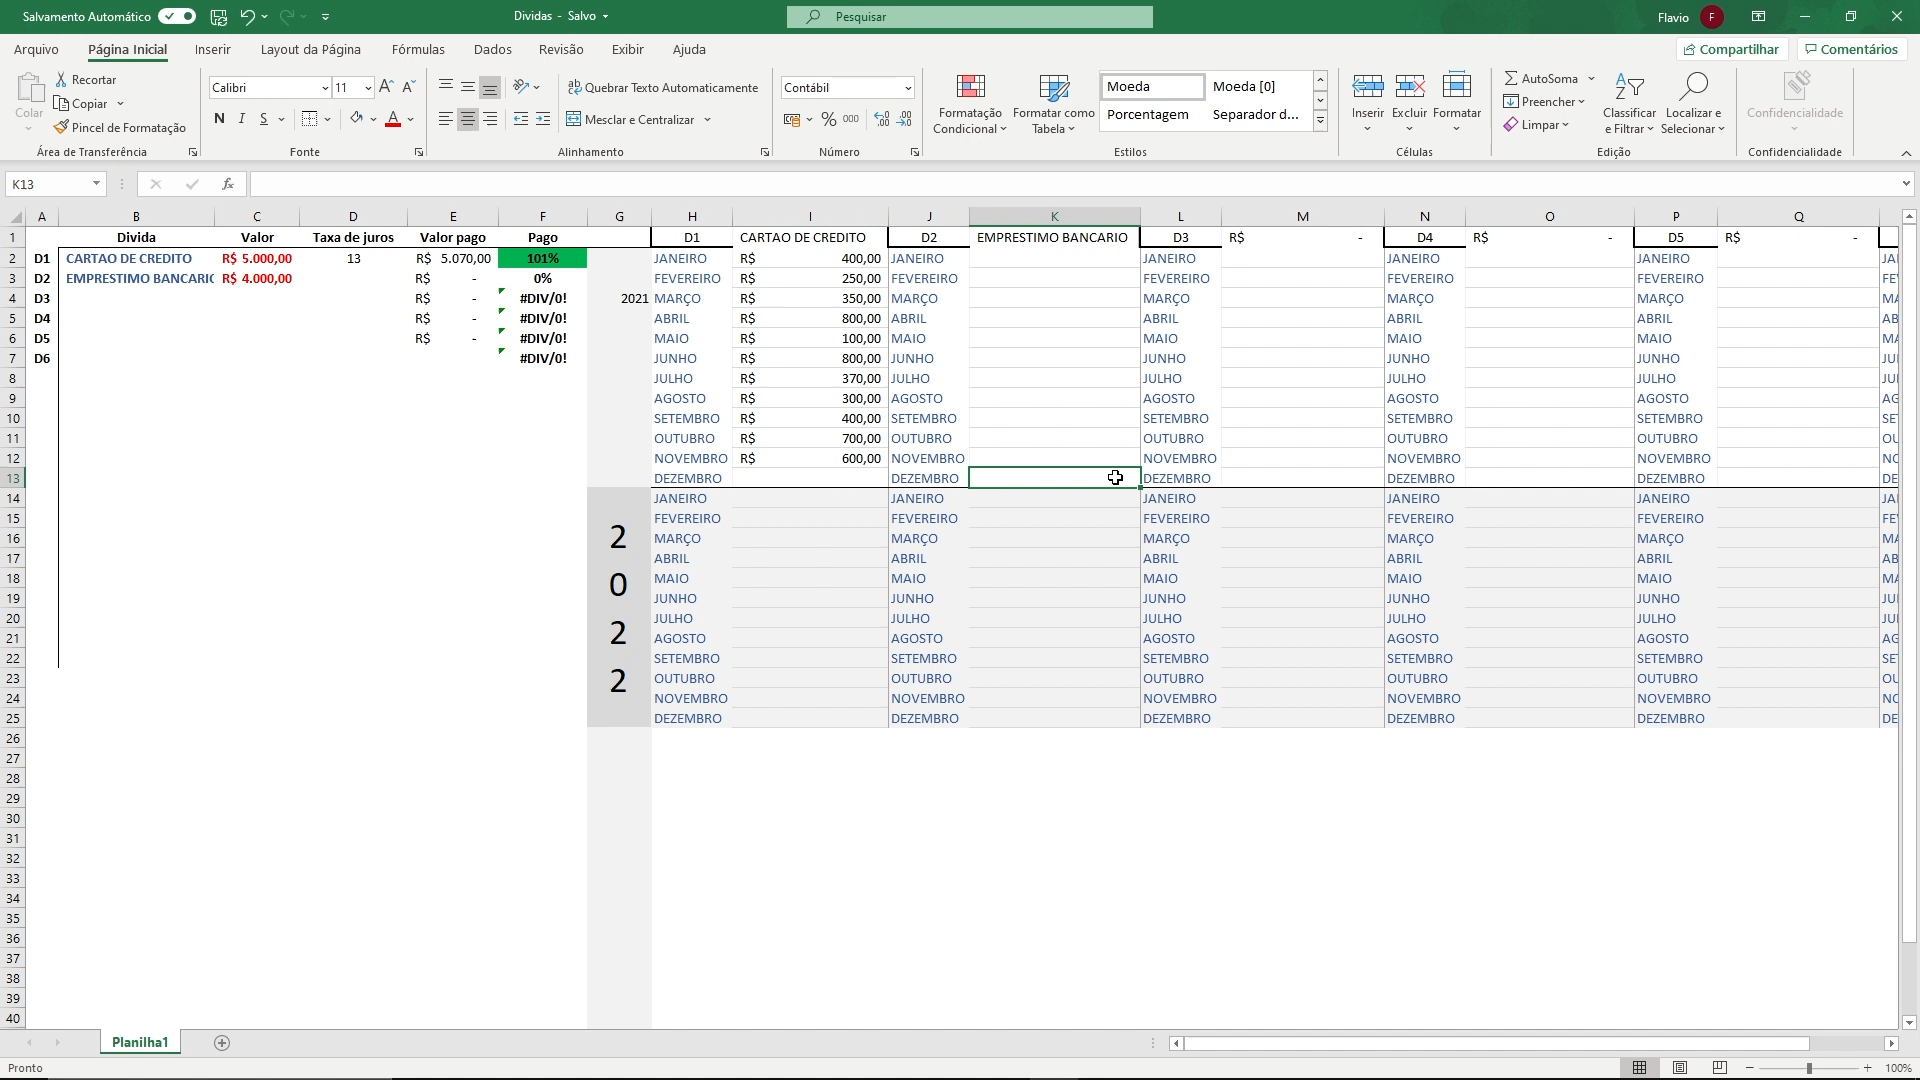 Salvamento Automático
Dividas - Salvo
Pesquisar
Flavio
F
Arquivo
Página Inicial
Inserir
Layout da Página
Fórmulas
Dados
Revisão
Exibir
Ajuda
Compartilhar
Comentários
Colar
Recortar
Copiar
Pincel de Formatação
Área de Transferência
Calibri
11
N I S
Fonte
Quebrar Texto Automaticamente
Mesclar e Centralizar
Alinhamento
Contábil
% 000
Número
Formatação Condicional
Formatar como Tabela
Moeda
Moeda [0]
Porcentagem
Separador d...
Estilos
Inserir
Excluir
Formatar
Células
AutoSoma
Preencher
Limpar
Classificar e Filtrar
Localizar e Selecionar
Edição
Confidencialidade
Confidencialidade
K13
fx
A B C D E F G H I J K L M N O P Q
1 Divida Valor Taxa de juros Valor pago Pago D1 CARTAO DE CREDITO D2 EMPRESTIMO BANCARIO D3 R$ - D4 R$ - D5 R$ -
2 D1 CARTAO DE CREDITO R$ 5.000,00 13 R$ 5.070,00 101% JANEIRO R$ 400,00 JANEIRO JANEIRO JANEIRO JANEIRO JAI
3 D2 EMPRESTIMO BANCARIC R$ 4.000,00 R$ - 0% FEVEREIRO R$ 250,00 FEVEREIRO FEVEREIRO FEVEREIRO FEVEREIRO FE
4 D3 R$ - #DIV/0! 2021 MARÇO R$ 350,00 MARÇO MARÇO MARÇO MARÇO MA
5 D4 R$ - #DIV/0! ABRIL R$ 800,00 ABRIL ABRIL ABRIL ABRIL AB
6 D5 R$ - #DIV/0! MAIO R$ 100,00 MAIO MAIO MAIO MAIO MA
7 D6 #DIV/0! JUNHO R$ 800,00 JUNHO JUNHO JUNHO JUNHO JUI
8 JULHO R$ 370,00 JULHO JULHO JULHO JULHO JUI
9 AGOSTO R$ 300,00 AGOSTO AGOSTO AGOSTO AGOSTO AG
10 SETEMBRO R$ 400,00 SETEMBRO SETEMBRO SETEMBRO SETEMBRO SE
11 OUTUBRO R$ 700,00 OUTUBRO OUTUBRO OUTUBRO OUTUBRO OU
12 NOVEMBRO R$ 600,00 NOVEMBRO NOVEMBRO NOVEMBRO NOVEMBRO NC
13 DEZEMBRO DEZEMBRO DEZEMBRO DEZEMBRO DEZEMBRO DE
14 JANEIRO JANEIRO JANEIRO JANEIRO JANEIRO JAI
15 FEVEREIRO FEVEREIRO FEVEREIRO FEVEREIRO FEVEREIRO FE
16 2 MARÇO MARÇO MARÇO MARÇO MARÇO MA
17 ABRIL ABRIL ABRIL ABRIL ABRIL AB
18 0 MAIO MAIO MAIO MAIO MAIO MA
19 JUNHO JUNHO JUNHO JUNHO JUNHO JUI
20 JULHO JULHO JULHO JULHO JULHO JUI
21 2 AGOSTO AGOSTO AGOSTO AGOSTO AGOSTO AG
22 SETEMBRO SETEMBRO SETEMBRO SETEMBRO SETEMBRO SE
23 2 OUTUBRO OUTUBRO OUTUBRO OUTUBRO OUTUBRO OU
24 NOVEMBRO NOVEMBRO NOVEMBRO NOVEMBRO NOVEMBRO NC
25 DEZEMBRO DEZEMBRO DEZEMBRO DEZEMBRO DEZEMBRO DE
26
27
28
29
30
31
32
33
34
35
36
37
38
39
40
Planilha1
Pronto
100%